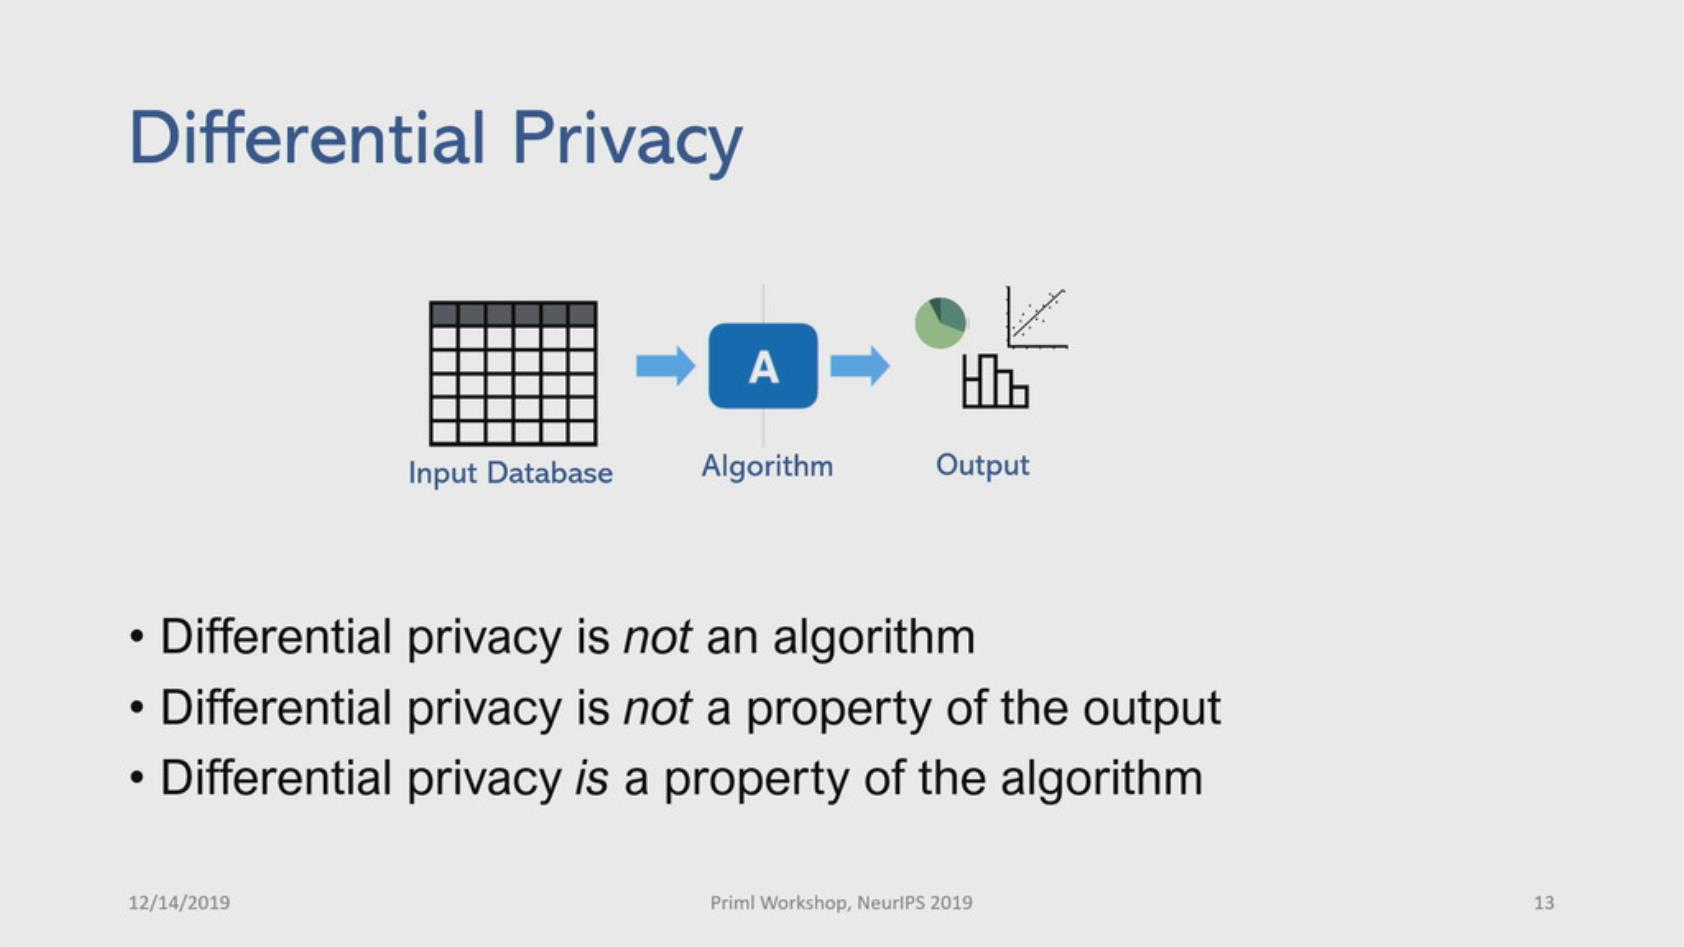 Differential Privacy
A
Input Database
Algorithm
Output
• Differential privacy is not an algorithm
• Differential privacy is not a property of the output
• Differential privacy is a property of the algorithm
12/14/2019
Priml Workshop, NeurIPS 2019
13